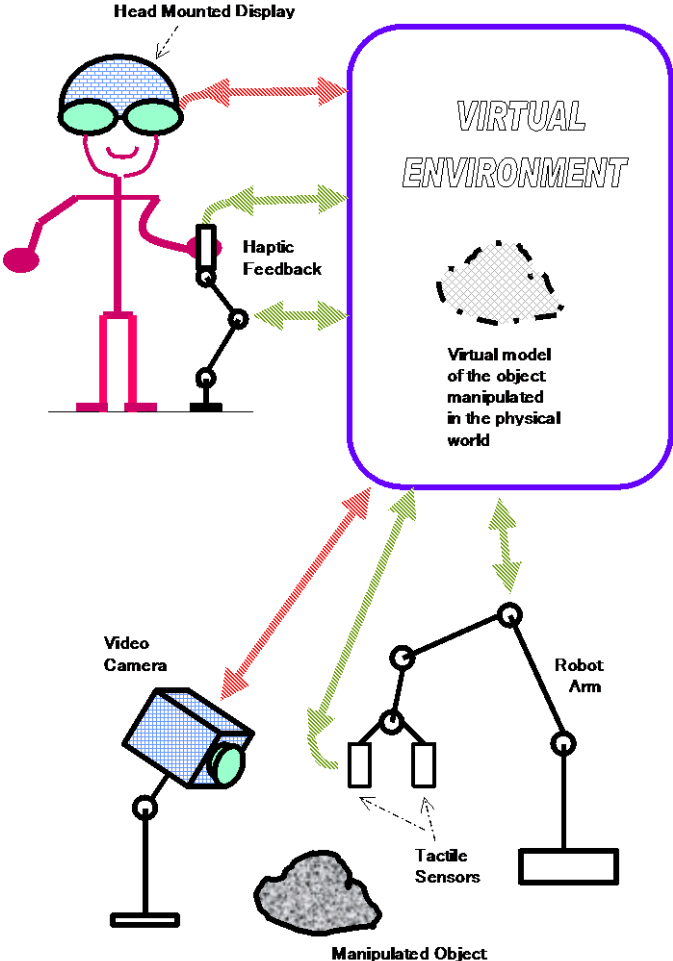 Head Mounted Display
VIRTUAL
ENVIRONMENT
Haptic
Feedback
Virtual model
of the object
manipulated
in the physical
world
Video
Camera
Robot
Arm
Tactile
Sensors
Manipulated Object